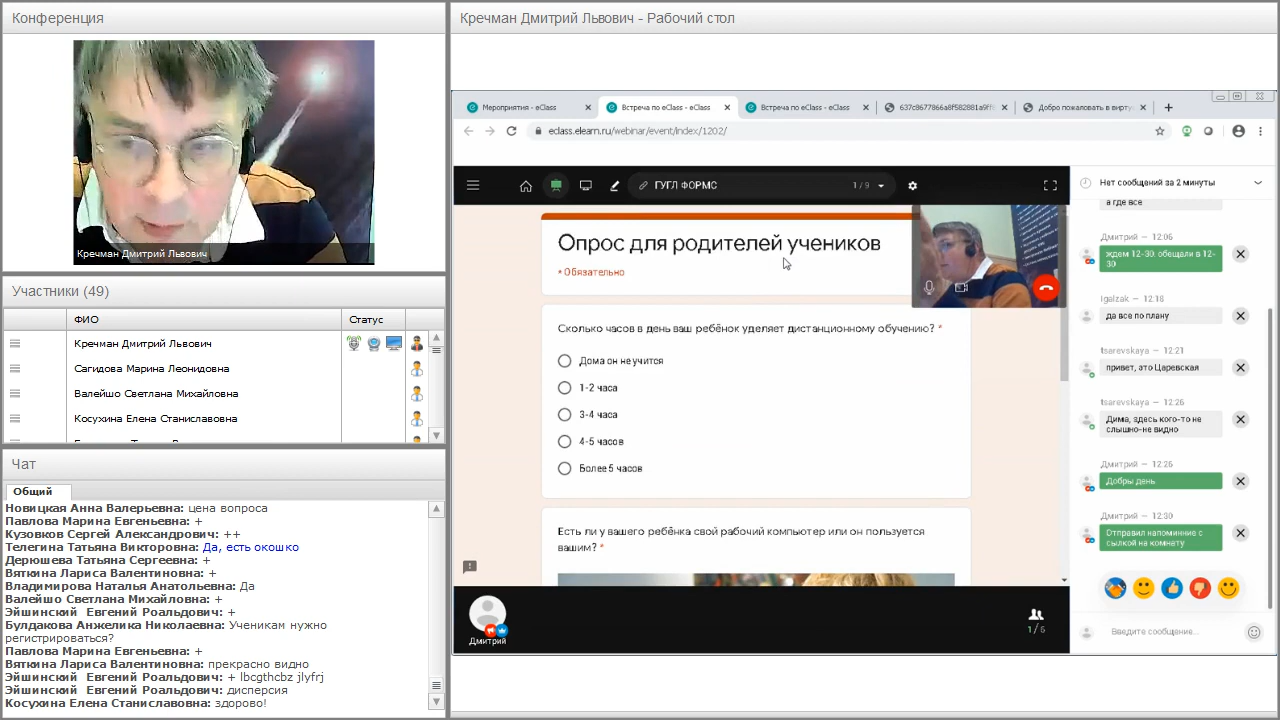 Конференция
Кречман Дмитрий Львович
Участники (49)
ФИО
Статус
Кречман Дмитрий Львович
Сагидова Марина Леонидовна
Валейшо Светлана Михайловна
Косухина Елена Станиславовна
Чат
Общий
Новицкая Анна Валерьевна: цена вопроса
Павлова Марина Евгеньевна: +
Кузовков Сергей Александрович: ++
Телегина Татьяна Викторовна: Да, есть окошко
Дерюшева Татьяна Сергеевна: +
Вяткина Лариса Валентиновна: +
Владимирова Наталья Анатольевна: Да
Валейшо Светлана Михайловна: +
Эйшинский Евгений Роальдович: +
Булдакова Анжелика Николаевна: Ученикам нужно
регистрироваться?
Павлова Марина Евгеньевна: +
Вяткина Лариса Валентиновна: прекрасно видно
Эйшинский Евгений Роальдович: + lbcgthcbz jlyfrj
Эйшинский Евгений Роальдович: дисперсия
Косухина Елена Станиславовна: здорово!
Кречман Дмитрий Львович - Рабочий стол
Мероприятия - eClass
Встреча по eClass - eClass
Встреча по eClass - eClass
637c8677866a8f582881a9ff
Добро пожаловать в вирту
eclass.elearn.ru/webinar/event/index/1202/
ГУГЛ ФОРМС
1 / 9
Опрос для родителей учеников
* Обязательно
Сколько часов в день ваш ребёнок уделяет дистанционному обучению? *
Дома он не учится
1-2 часа
3-4 часа
4-5 часов
Более 5 часов
Есть ли у вашего ребёнка свой рабочий компьютер или он пользуется
вашим? *
Дмитрий
1 / 6
Нет сообщений за 2 минуты
а где все
Дмитрий — 12:06
ждем 12-30. обещали в 12-
30
igalzak — 12:18
да все по плану
tsarevskaya — 12:21
привет, это Царевская
tsarevskaya — 12:26
Дима, здесь кого-то не
слышно-не видно
Дмитрий — 12:26
Добры день
Дмитрий — 12:30
Отправил напоминние с
сылкой на комнату
Введите сообщение...